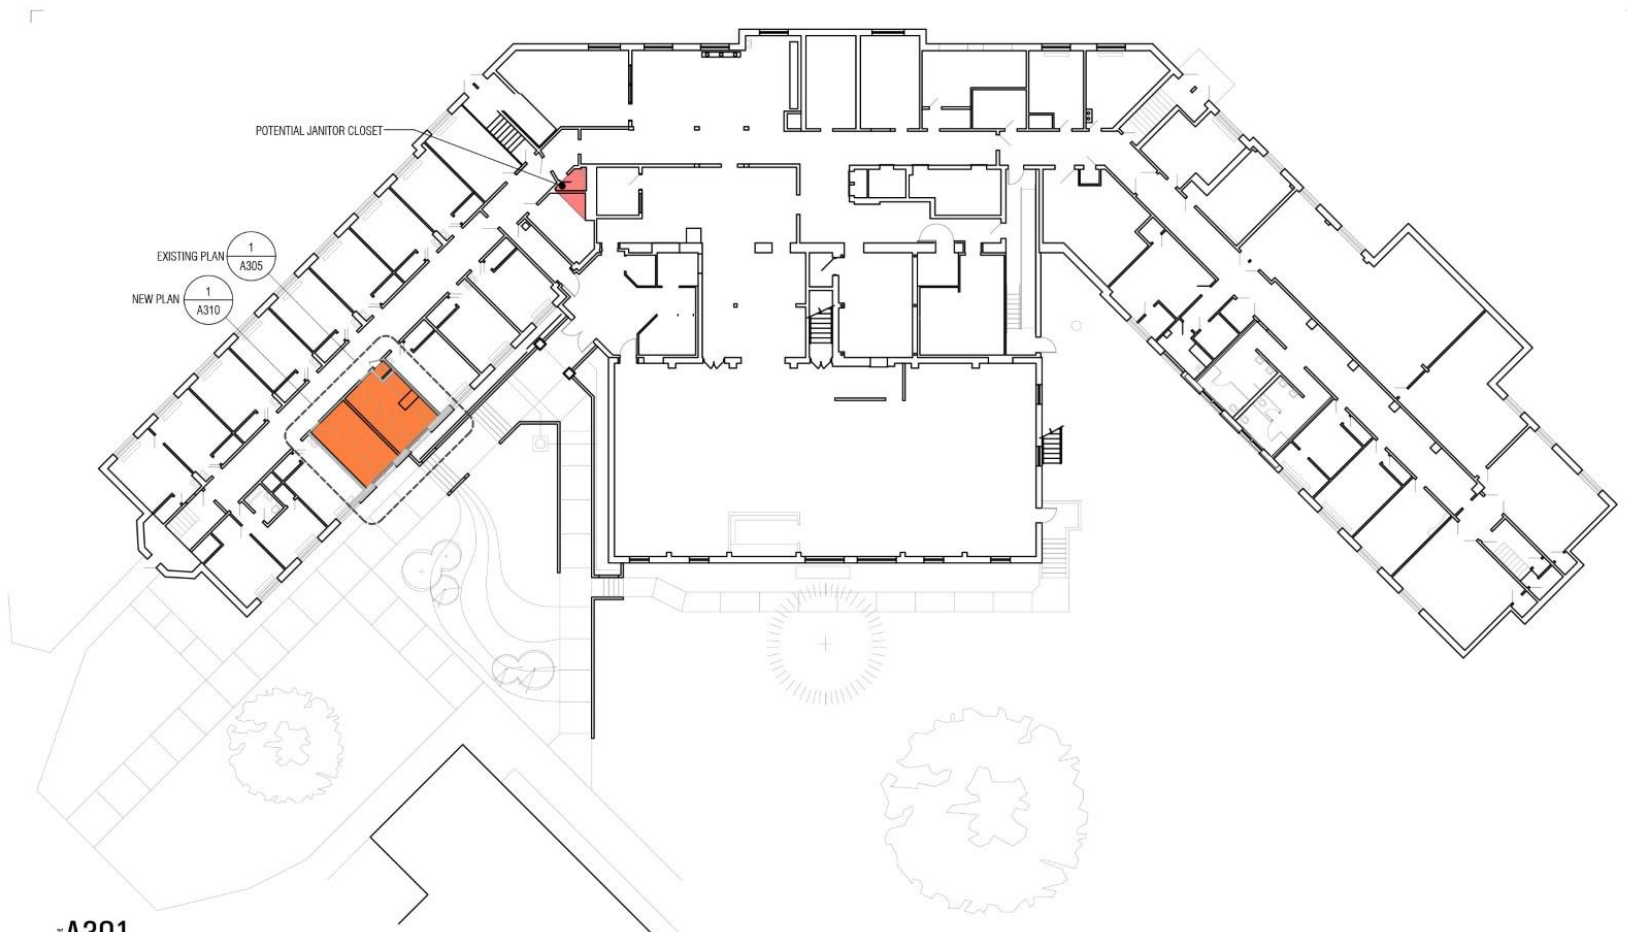 POTENTIAL JANITOR CLOSET
EXISTING PLAN
1
A305
NEW PLAN
1
A310
A301